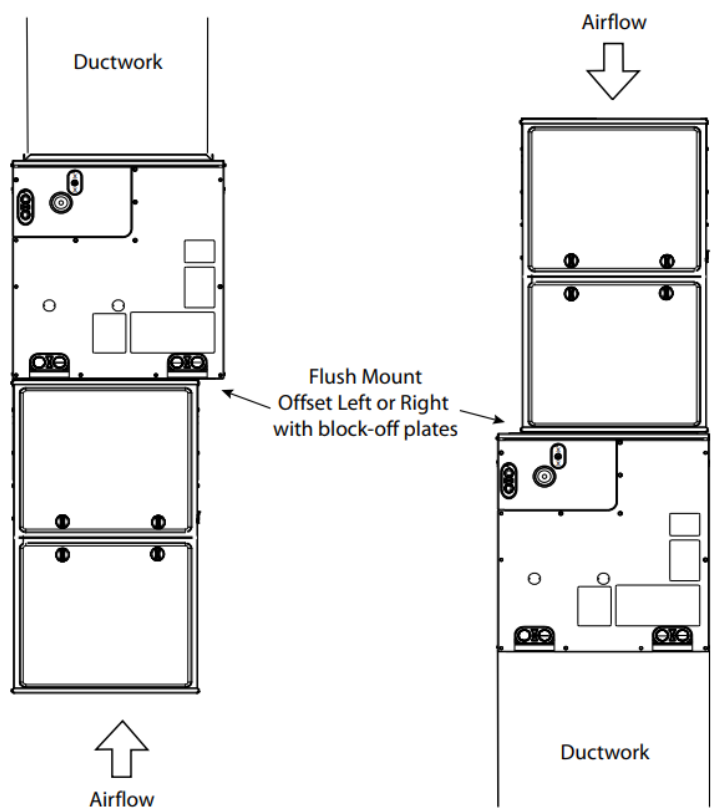 Ductwork
Airflow
Flush Mount
Offset Left or Right
with block-off plates
Ductwork
Airflow